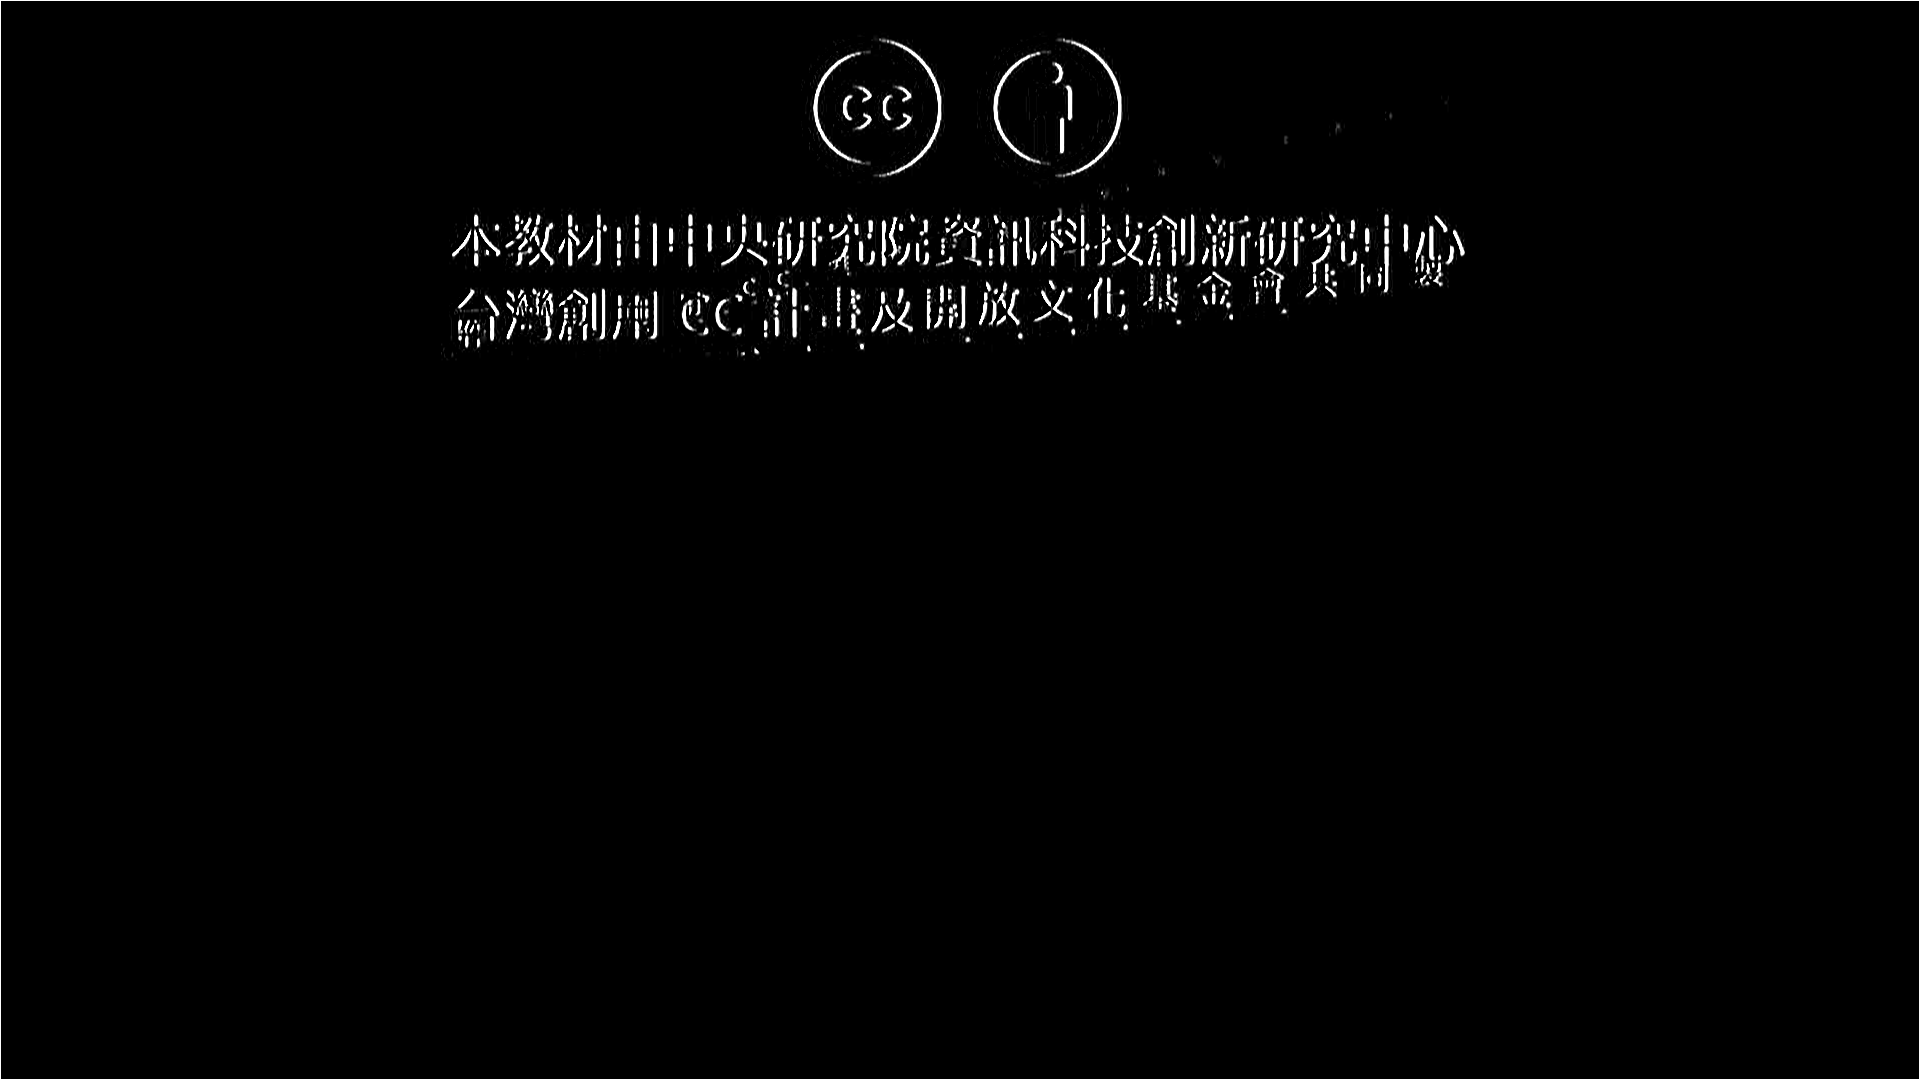 cc
本教材由中央研究院資訊科技創新研究中心
台灣創用 CC 計畫及開放文化基金會共同製